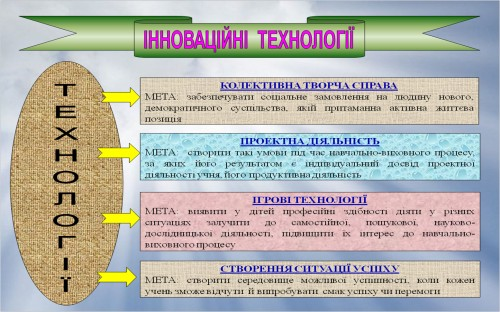 ІННОВАЦІЙНІ ТЕХНОЛОГІЇ
ТЕХНОЛОГІЇ
КОЛЕКТИВНА ТВОРЧА СПРАВА
МЕТА забезпечувати соціальне замовлення на людину нового,
демократичного суспільства, якій притаманна активна життєва
позиція
ПРОЕКТНА ДІЯЛЬНІСТЬ
МЕТА створити такі умови під час навчально-виховного процесу,
за яких його результатом є індивідуальний досвід проектної
діяльності учня, його продуктивна діяльність
ІГРОВІ ТЕХНОЛОГІЇ
МЕТА виявити у дітей професійні здібності діяти у різних
ситуаціях залучити до самостійної, пошукової, науково-
дослідницької діяльності, підвищити їх інтерес до навчально-
виховного процесу
СТВОРЕННЯ СИТУАЦІЇ УСПІХУ
МЕТА створити середовище можливої успішності, коли кожен
учень зможе відчути й випробувати смак успіху чи перемоги